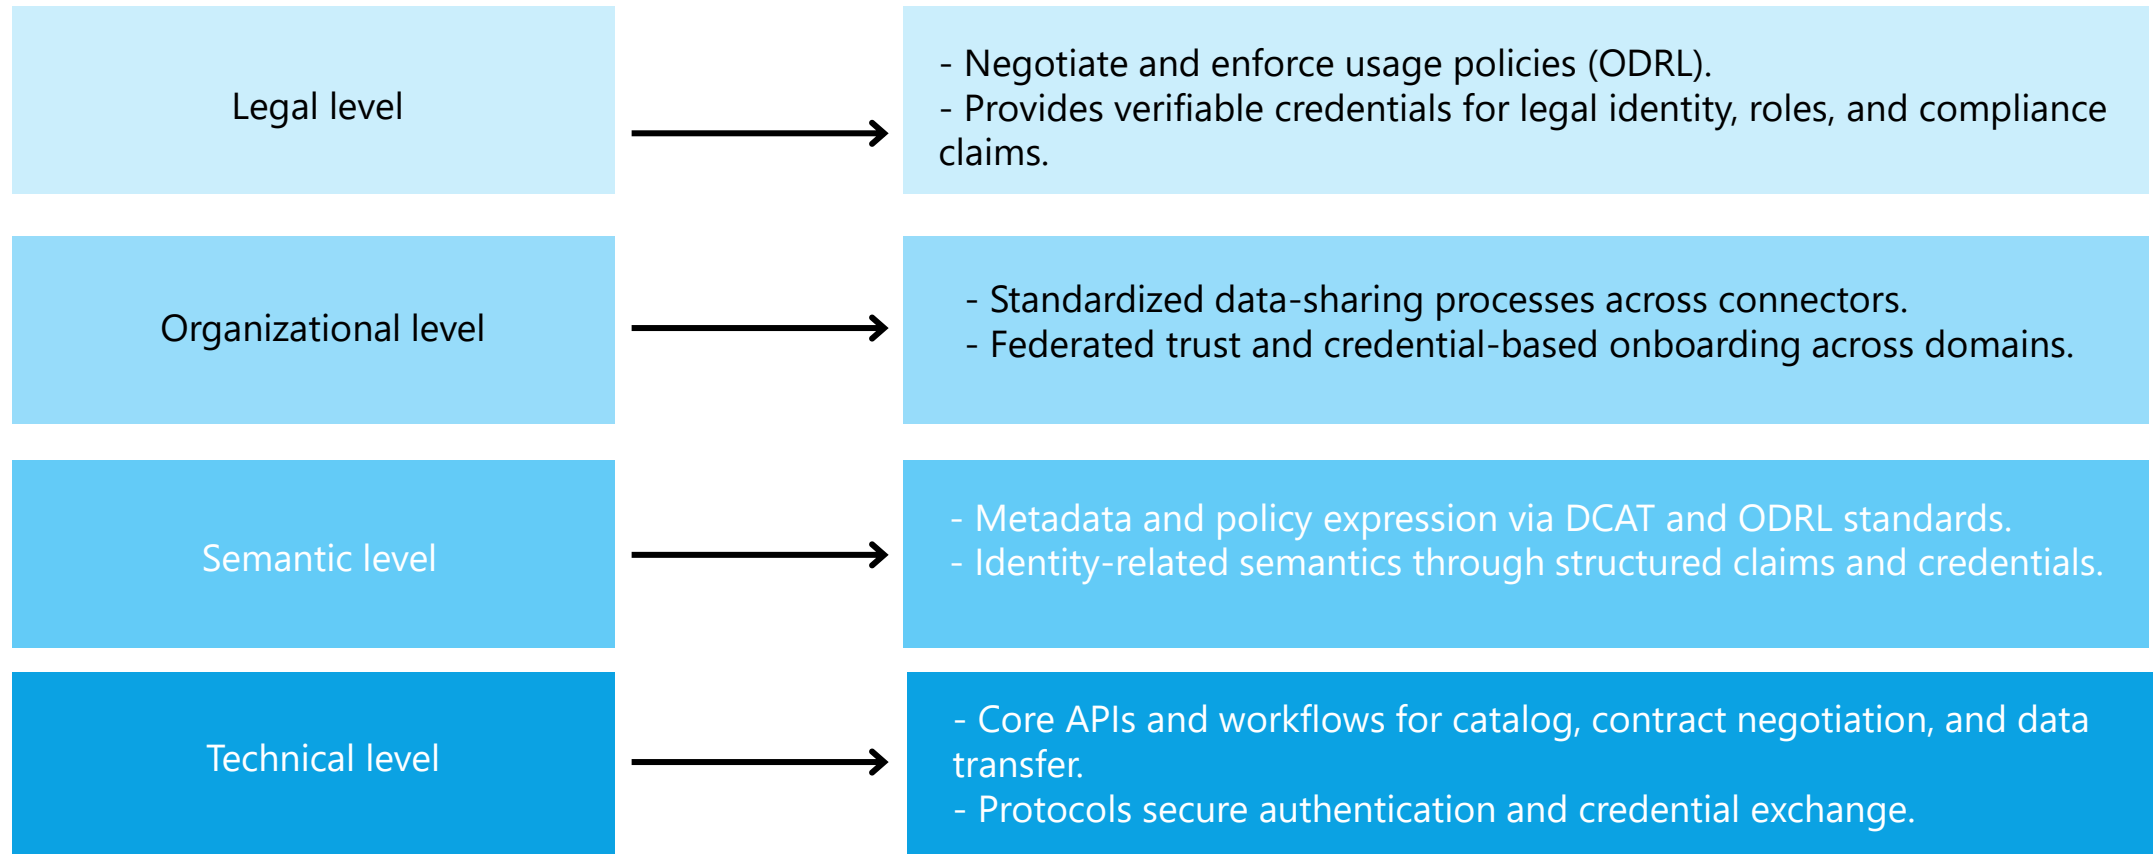 Legal level
- Negotiate and enforce usage policies (ODRL).
- Provides verifiable credentials for legal identity, roles, and compliance
claims.
Organizational level
- Standardized data-sharing processes across connectors.
- Federated trust and credential-based onboarding across domains.
Semantic level
- Metadata and policy expression via DCAT and ODRL standards.
- Identity-related semantics through structured claims and credentials.
Technical level
- Core APIs and workflows for catalog, contract negotiation, and data
transfer.
- Protocols secure authentication and credential exchange.